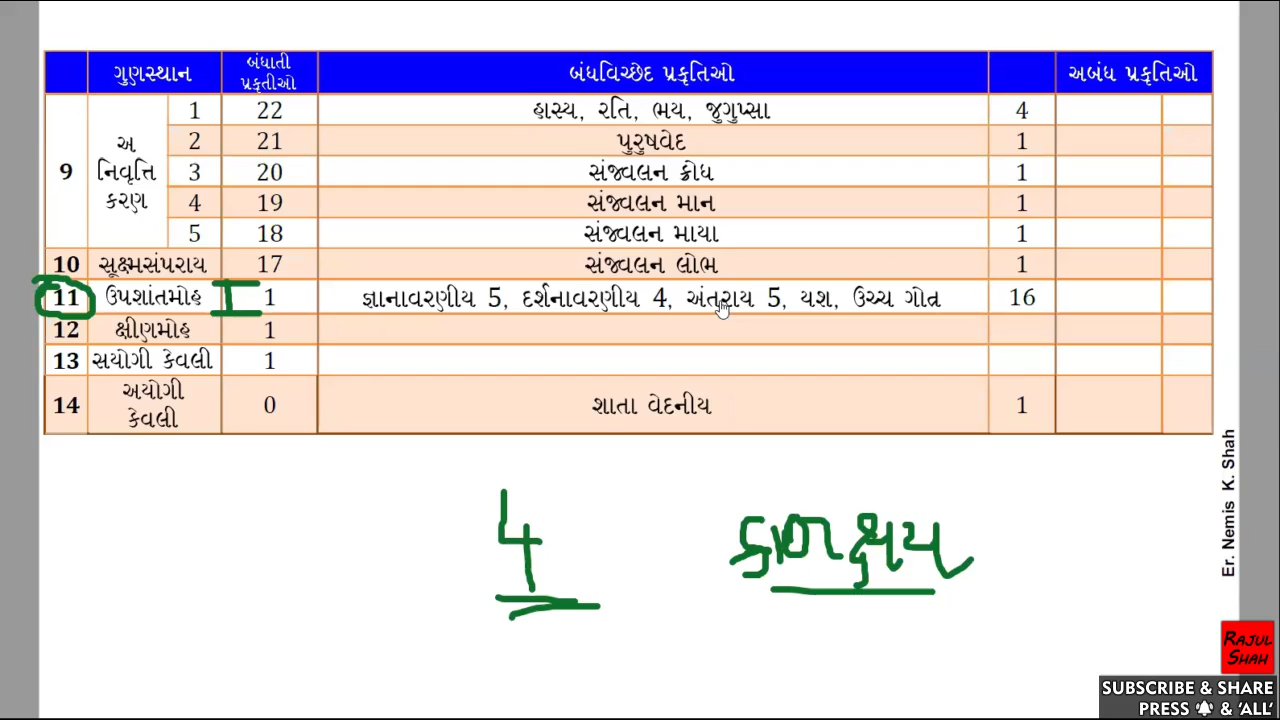 ગુણસ્થાન બંધાતી પ્રકૃતીઓ બંધવિચ્છેદ પ્રકૃતિઓ અબંધ પ્રકૃતિઓ
9 અ નિવૃત્તિ કરણ 1 22 હાસ્ય, રતિ, ભય, જુગુપ્સા 4
2 21 પુરુષવેદ 1
3 20 સંજ્વલન ક્રોધ 1
4 19 સંજ્વલન માન 1
5 18 સંજ્વલન માયા 1
10 સૂક્ષ્મસંપરાય 17 સંજ્વલન લોભ 1
11 ઉપશાંતમોહ 1 જ્ઞાનાવરણીય 5, દર્શનાવરણીય 4, અંતરાય 5, યશ, ઉચ્ચ ગોત્ર 16
12 ક્ષીણમોહ 1
13 સયોગી કેવલી 1
14 અયોગી કેવલી 0 શાતા વેદનીય 1
4 કાળક્ષય
Er. Nemis K. Shah
RAJUL
SHAH
SUBSCRIBE & SHARE
PRESS & 'ALL'